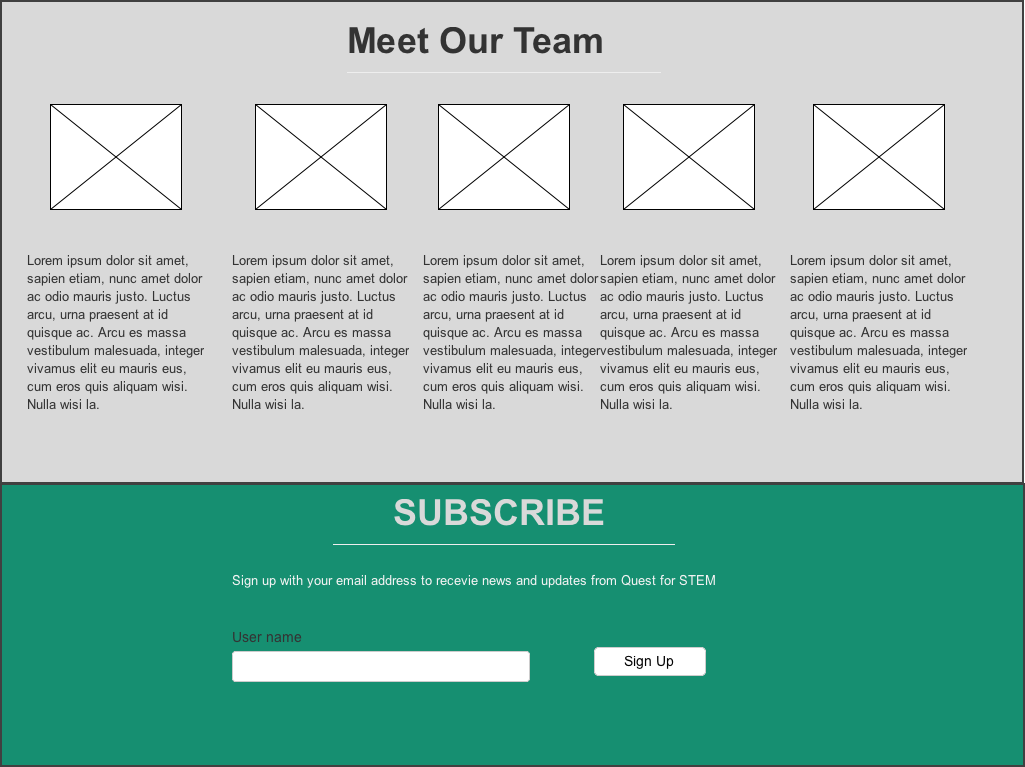 Meet Our Team
Lorem ipsum dolor sit amet,
sapien etiam, nunc amet dolor
ac odio mauris justo. Luctus
arcu, urna praesent at id
quisque ac. Arcu es massa
vestibulum malesuada, integer
vivamus elit eu mauris eus,
cum eros quis aliquam wisi.
Nulla wisi la.
Lorem ipsum dolor sit amet,
sapien etiam, nunc amet dolor
ac odio mauris justo. Luctus
arcu, urna praesent at id
quisque ac. Arcu es massa
vestibulum malesuada, integer
vivamus elit eu mauris eus,
cum eros quis aliquam wisi.
Nulla wisi la.
Lorem ipsum dolor sit amet,
sapien etiam, nunc amet dolor
ac odio mauris justo. Luctus
arcu, urna praesent at id
quisque ac. Arcu es massa
vestibulum malesuada, integer
vivamus elit eu mauris eus,
cum eros quis aliquam wisi.
Nulla wisi la.
Lorem ipsum dolor sit amet,
sapien etiam, nunc amet dolor
ac odio mauris justo. Luctus
arcu, urna praesent at id
quisque ac. Arcu es massa
vestibulum malesuada, integer
vivamus elit eu mauris eus,
cum eros quis aliquam wisi.
Nulla wisi la.
Lorem ipsum dolor sit amet,
sapien etiam, nunc amet dolor
ac odio mauris justo. Luctus
arcu, urna praesent at id
quisque ac. Arcu es massa
vestibulum malesuada, integer
vivamus elit eu mauris eus,
cum eros quis aliquam wisi.
Nulla wisi la.
SUBSCRIBE
Sign up with your email address to recevie news and updates from Quest for STEM
User name
Sign Up